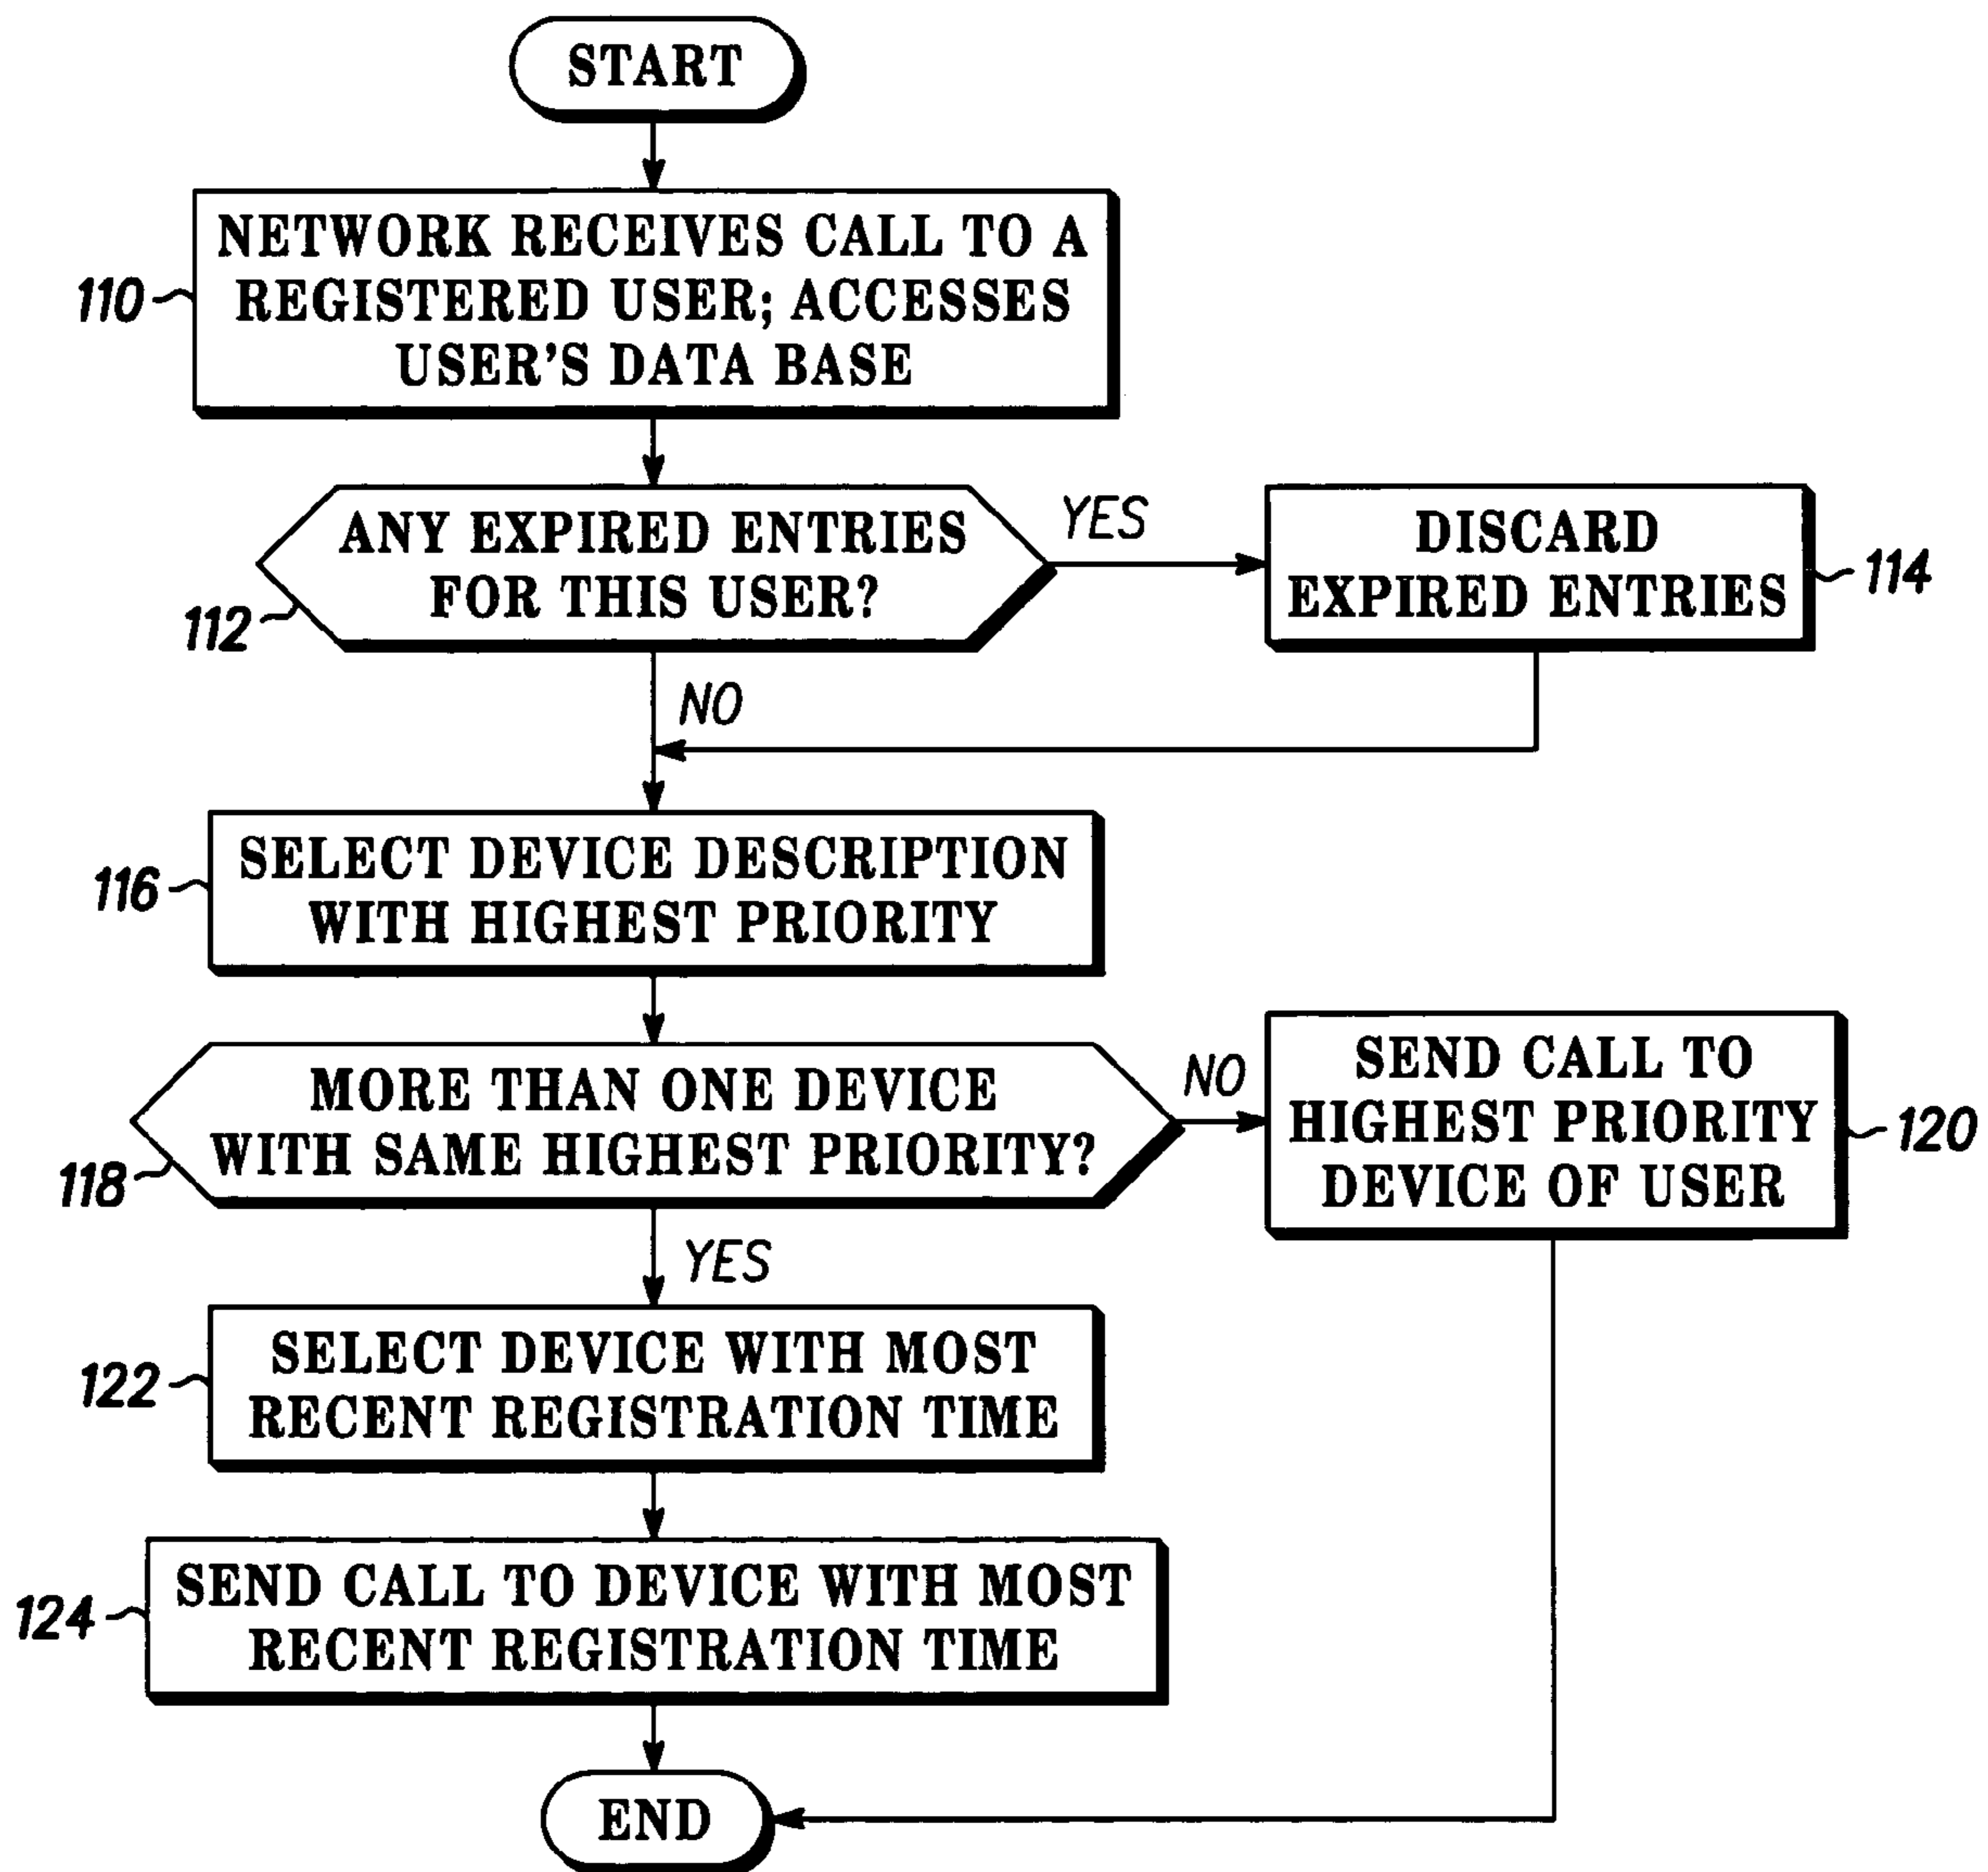 START
NETWORK RECEIVES CALL TO A
REGISTERED USER; ACCESSES
USER'S DATA BASE
110
ANY EXPIRED ENTRIES
FOR THIS USER?
112
YES
DISCARD
EXPIRED ENTRIES
114
NO
SELECT DEVICE DESCRIPTION
WITH HIGHEST PRIORITY
116
MORE THAN ONE DEVICE
WITH SAME HIGHEST PRIORITY?
118
NO
SEND CALL TO
HIGHEST PRIORITY
DEVICE OF USER
120
YES
SELECT DEVICE WITH MOST
RECENT REGISTRATION TIME
122
SEND CALL TO DEVICE WITH MOST
RECENT REGISTRATION TIME
124
END